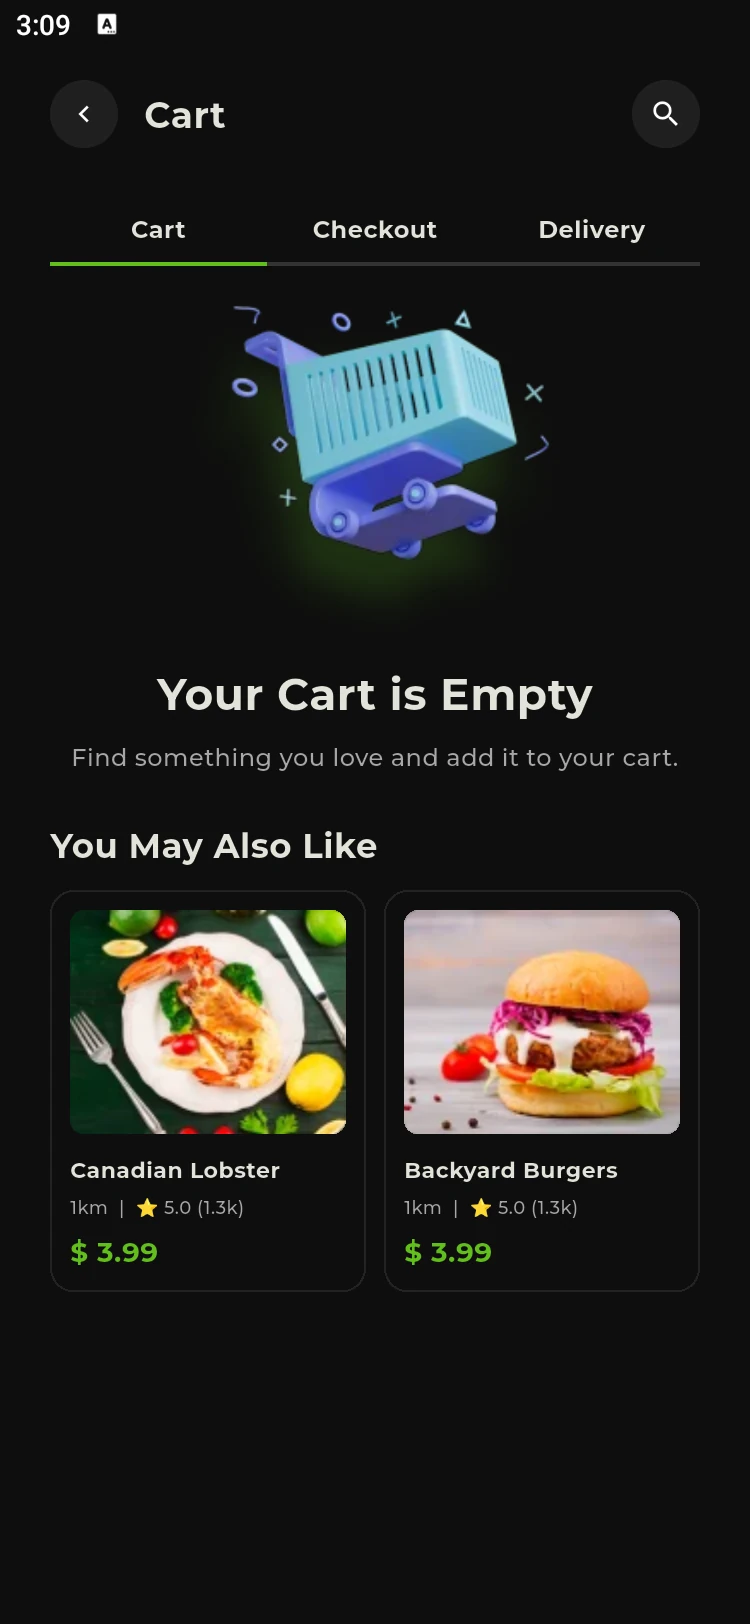 3:09
A
Cart
Cart
Checkout
Delivery
Your Cart is Empty
Find something you love and add it to your cart.
You May Also Like
Canadian Lobster
1km | ⭐ 5.0 (1.3k)
$ 3.99
Backyard Burgers
1km | ⭐ 5.0 (1.3k)
$ 3.99